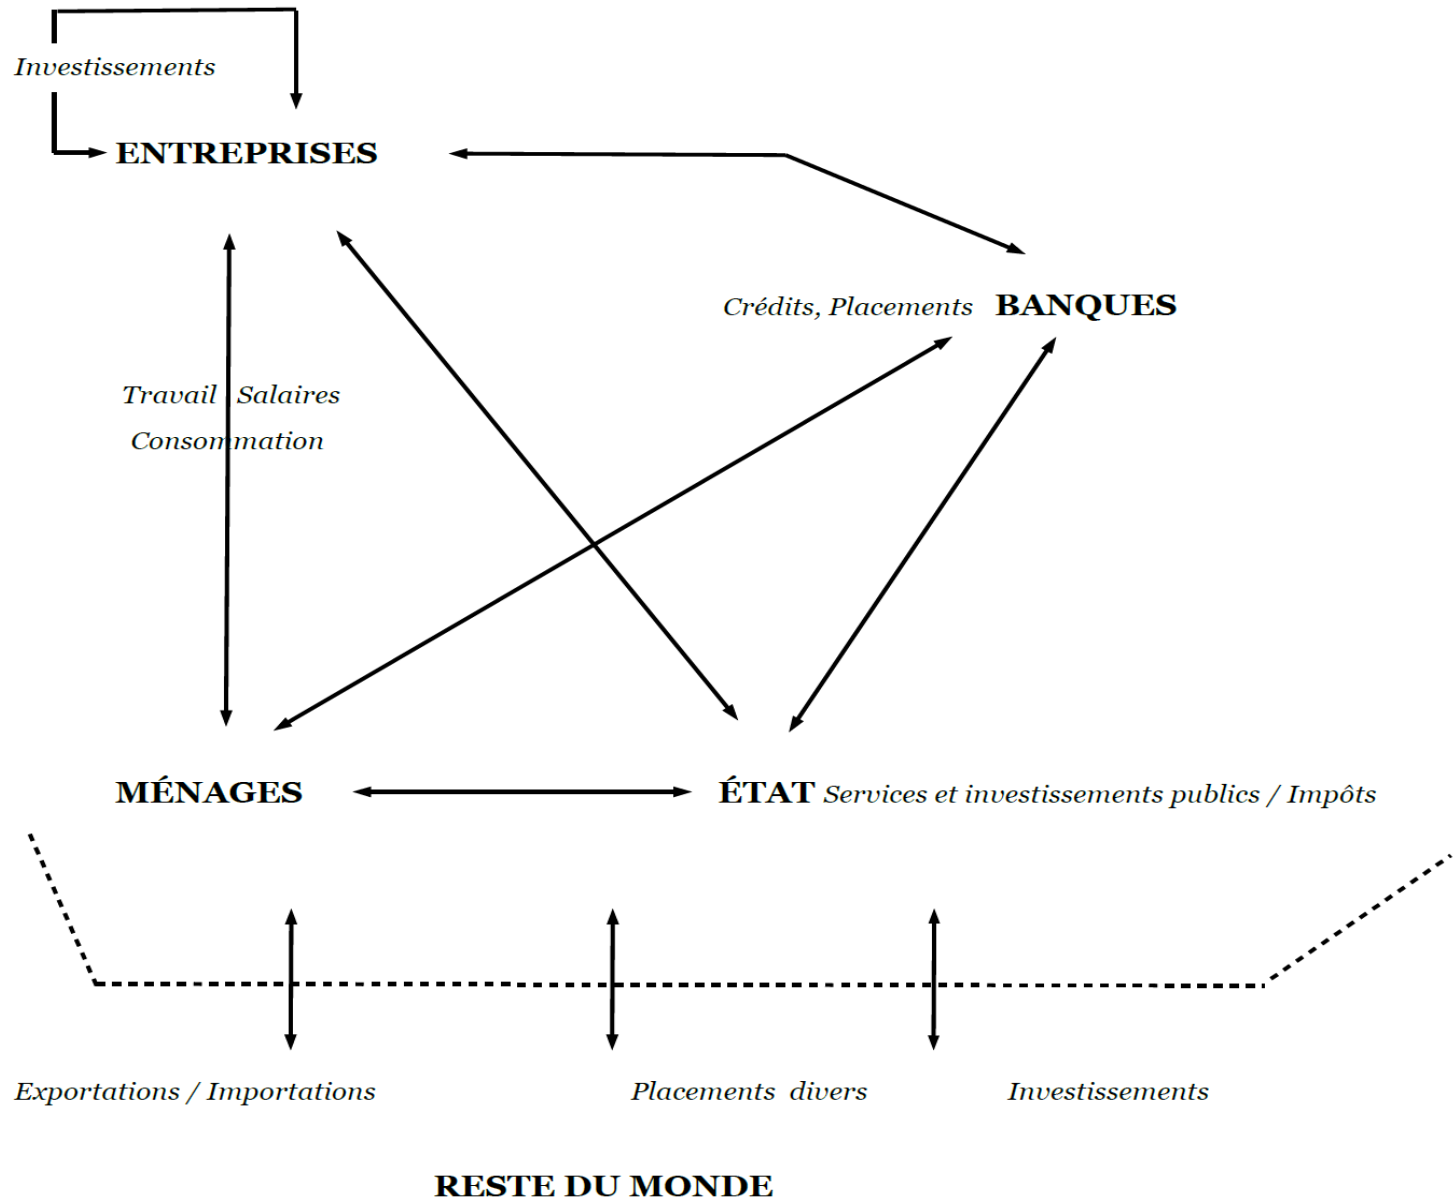 Investissements
ENTREPRISES
Crédits, Placements BANQUES
Travail Salaires
Consommation
MÉNAGES
ÉTAT Services et investissements publics / Impôts
Exportations / Importations
Placements divers
Investissements
RESTE DU MONDE